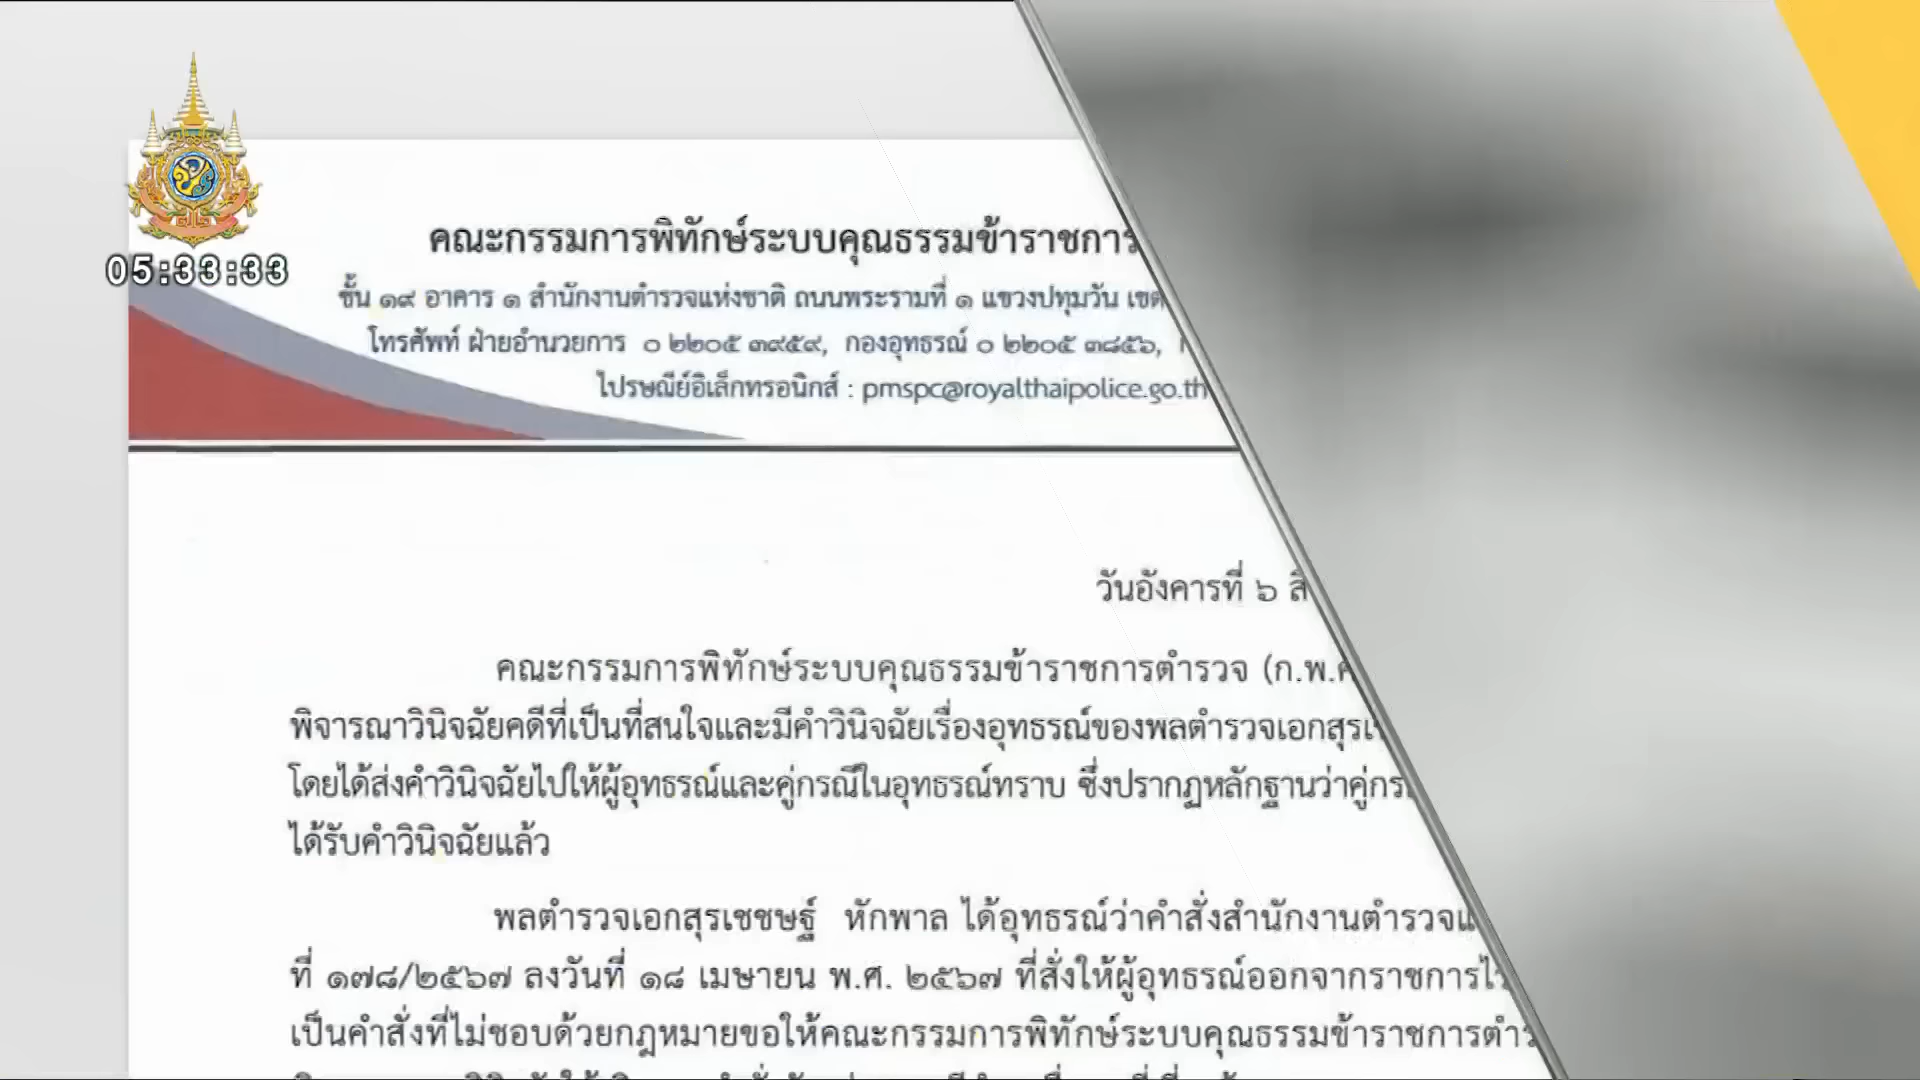 05:33:33
คณะกรรมการพิทักษ์ระบบคุณธรรมข้าราชการ
ชั้น ๑๙ อาคาร ๑ สำนักงานตำรวจแห่งชาติ ถนนพระรามที่ ๑ แขวงปทุมวัน เขต
โทรศัพท์ ฝ่ายอำนวยการ ๐ ๒๒๐๕ ๓๙๕๙, กองอุทธรณ์ ๐ ๒๒๐๕ ๓๘๕๖,
ไปรษณีย์อิเล็กทรอนิกส์ : pmspc@royalthaipolice.go.th
วันอังคารที่ ๖ สิ
คณะกรรมการพิทักษ์ระบบคุณธรรมข้าราชการตำรวจ (ก.พ.ค
พิจารณาวินิจฉัยคดีที่เป็นที่สนใจและมีคำวินิจฉัยเรื่องอุทธรณ์ของพลตำรวจเอกสุรเ
โดยได้ส่งคำวินิจฉัยไปให้ผู้อุทธรณ์และคู่กรณีในอุทธรณ์ทราบ ซึ่งปรากฏหลักฐานว่าคู่กร
ได้รับคำวินิจฉัยแล้ว
พลตำรวจเอกสุรเชชษฐ์ หักพาล ได้อุทธรณ์ว่าคำสั่งสำนักงานตำรวจแ
ที่ ๑๗๘/๒๕๖๗ ลงวันที่ ๑๘ เมษายน พ.ศ. ๒๕๖๗ ที่สั่งให้ผู้อุทธรณ์ออกจากราชการไว
เป็นคำสั่งที่ไม่ชอบด้วยกฎหมายขอให้คณะกรรมการพิทักษ์ระบบคุณธรรมข้าราชการตำร